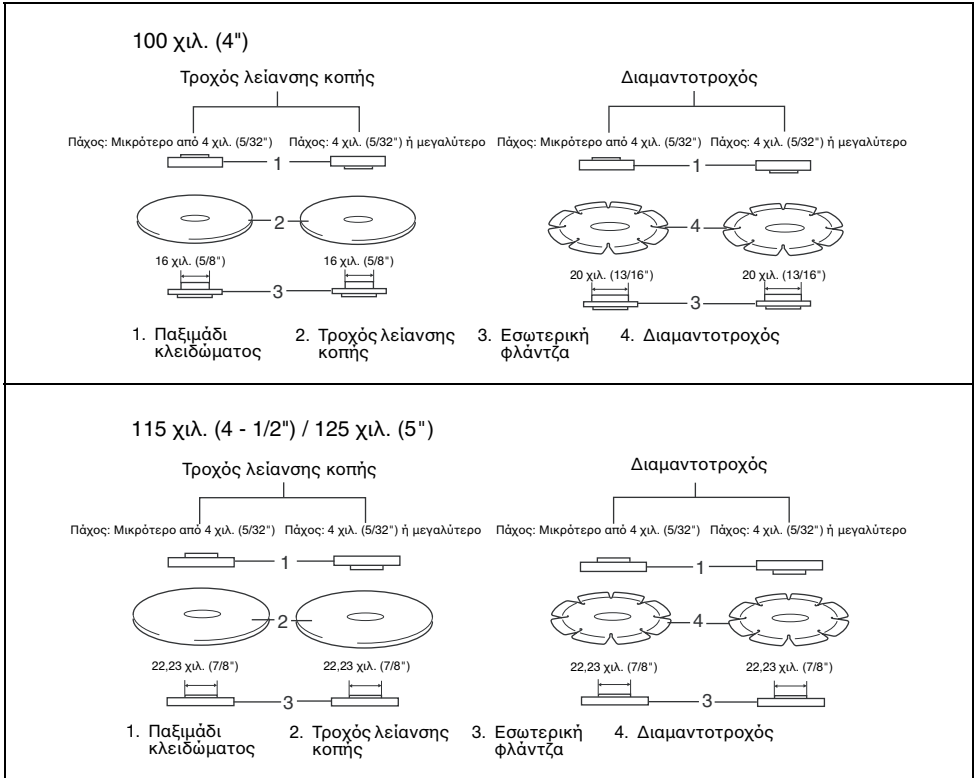 100 χιλ. (4")
Τροχός λείανσης κοπής Διαμαντοτροχός
Πάχος: Μικρότερο από 4 χιλ. (5/32") Πάχος: 4 χιλ. (5/32") ή μεγαλύτερο Πάχος: Μικρότερο από 4 χιλ. (5/32") Πάχος: 4 χιλ. (5/32") ή μεγαλύτερο
1 1
2 4
16 χιλ. (5/8") 16 χιλ. (5/8") 20 χιλ. (13/16") 20 χιλ. (13/16")
3 3
1. Παξιμάδι 2. Τροχός λείανσης 3. Εσωτερική 4. Διαμαντοτροχός
κλειδώματος κοπής φλάντζα
115 χιλ. (4 - 1/2") / 125 χιλ. (5")
Τροχός λείανσης κοπής Διαμαντοτροχός
Πάχος: Μικρότερο από 4 χιλ. (5/32") Πάχος: 4 χιλ. (5/32") ή μεγαλύτερο Πάχος: Μικρότερο από 4 χιλ. (5/32") Πάχος: 4 χιλ. (5/32") ή μεγαλύτερο
1 1
2 4
22,23 χιλ. (7/8") 22,23 χιλ. (7/8") 22,23 χιλ. (7/8") 22,23 χιλ. (7/8")
3 3
1. Παξιμάδι 2. Τροχός λείανσης 3. Εσωτερική 4. Διαμαντοτροχός
κλειδώματος κοπής φλάντζα